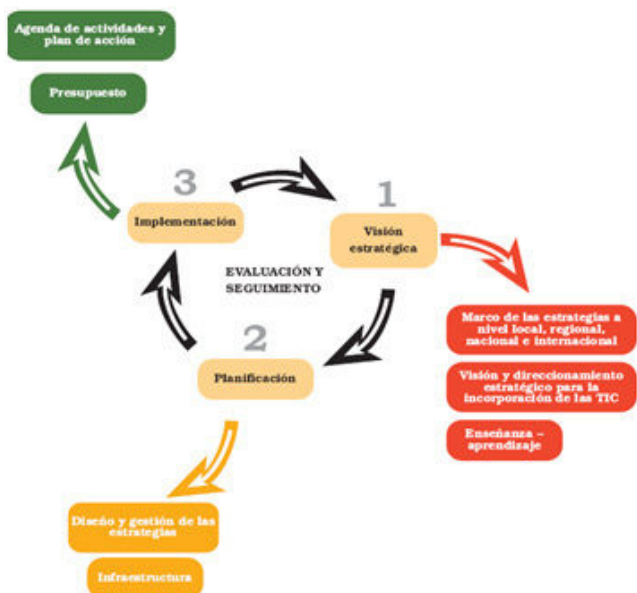 Agenda de actividades y
plan de acción
Presupuesto
3
Implementación
1
Visión
estratégica
EVALUACIÓN Y
SEGUIMIENTO
2
Planificación
Marco de las estrategias a
nivel local, regional,
nacional e internacional
Visión y direccionamiento
estratégico para la
incorporación de las TIC
Enseñanza –
aprendizaje
Diseño y gestión de las
estrategias
Infraestructura